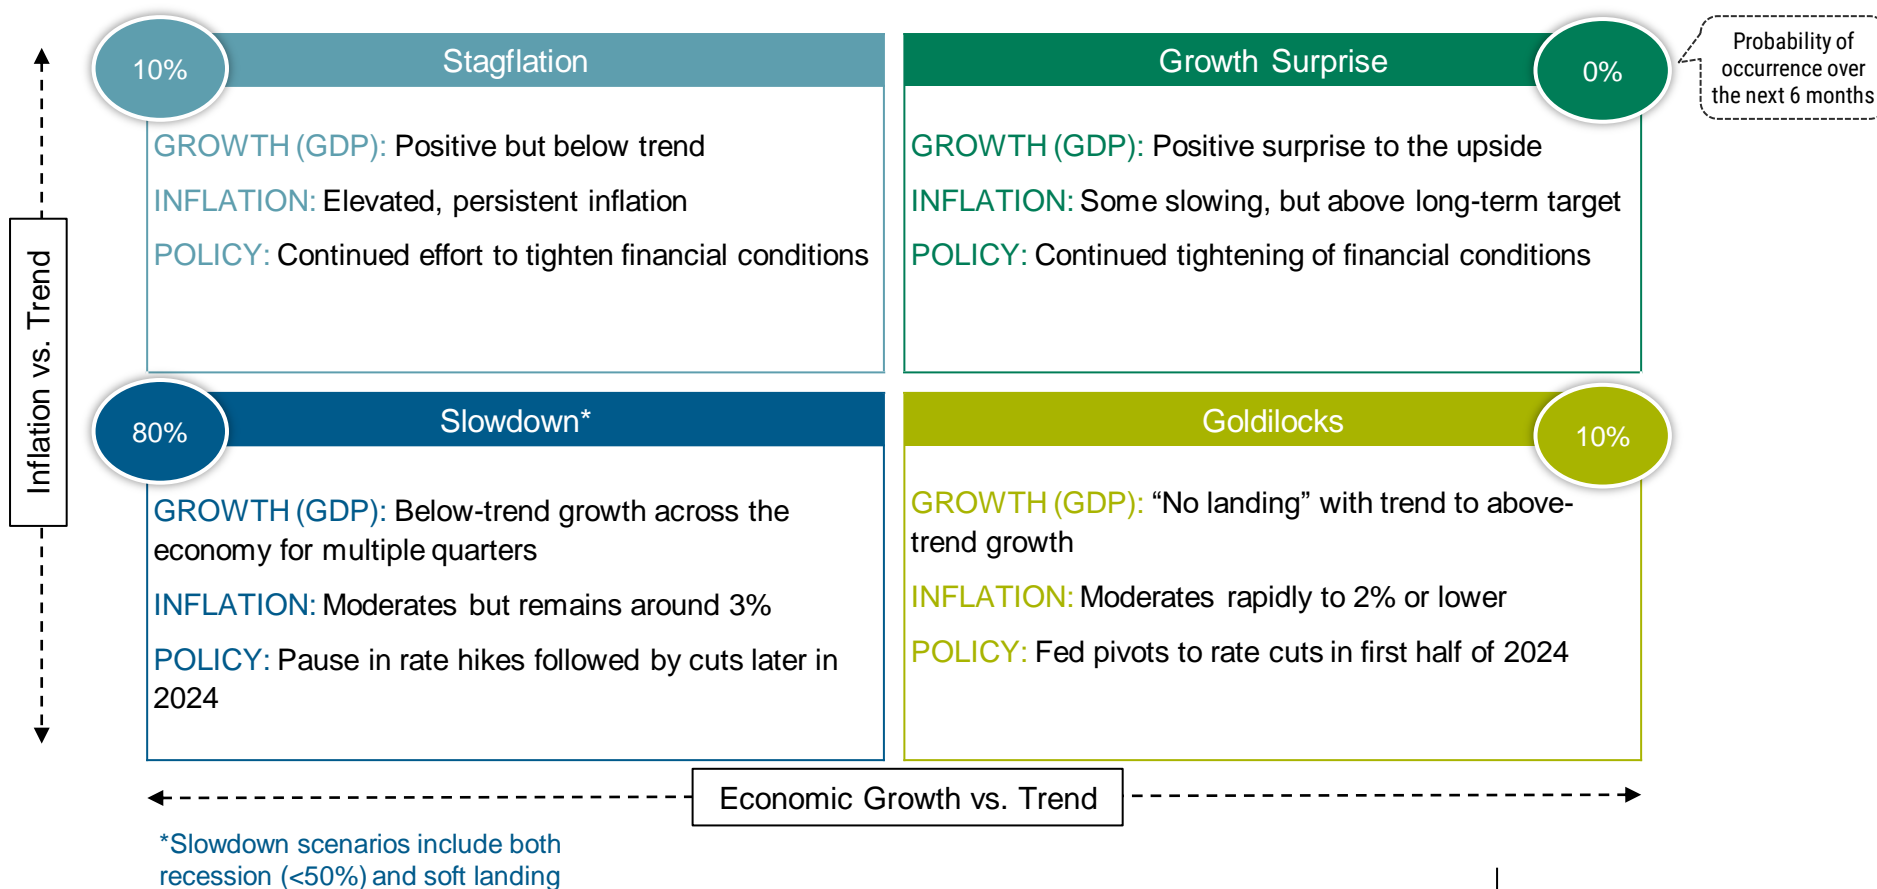 10%
Stagflation
GROWTH (GDP): Positive but below trend
INFLATION: Elevated, persistent inflation
POLICY: Continued effort to tighten financial conditions
Growth Surprise
0%
Probability of
occurrence over
the next 6 months
GROWTH (GDP): Positive surprise to the upside
INFLATION: Some slowing, but above long-term target
POLICY: Continued tightening of financial conditions
Inflation vs. Trend
80%
Slowdown*
GROWTH (GDP): Below-trend growth across the
economy for multiple quarters
INFLATION: Moderates but remains around 3%
POLICY: Pause in rate hikes followed by cuts later in
2024
Goldilocks
10%
GROWTH (GDP): “No landing” with trend to above-
trend growth
INFLATION: Moderates rapidly to 2% or lower
POLICY: Fed pivots to rate cuts in first half of 2024
Economic Growth vs. Trend
*Slowdown scenarios include both
recession (<50%) and soft landing